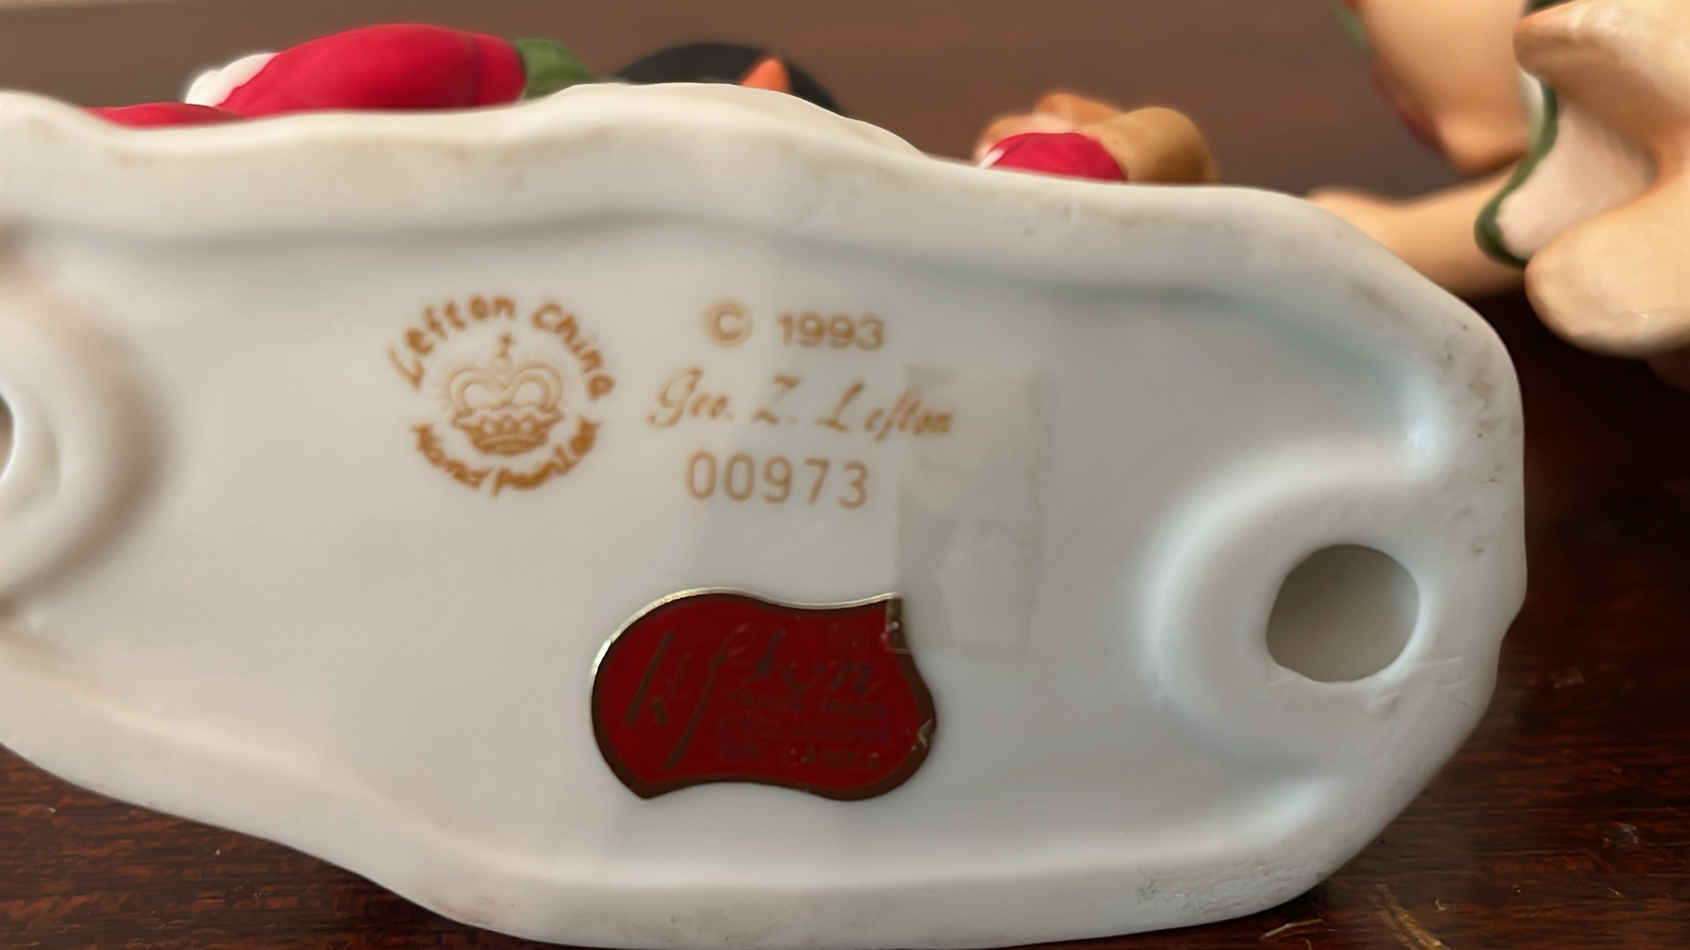 Lefton China
Hand Painted
© 1993
Geo. Z. Lefton
00973
Lefton